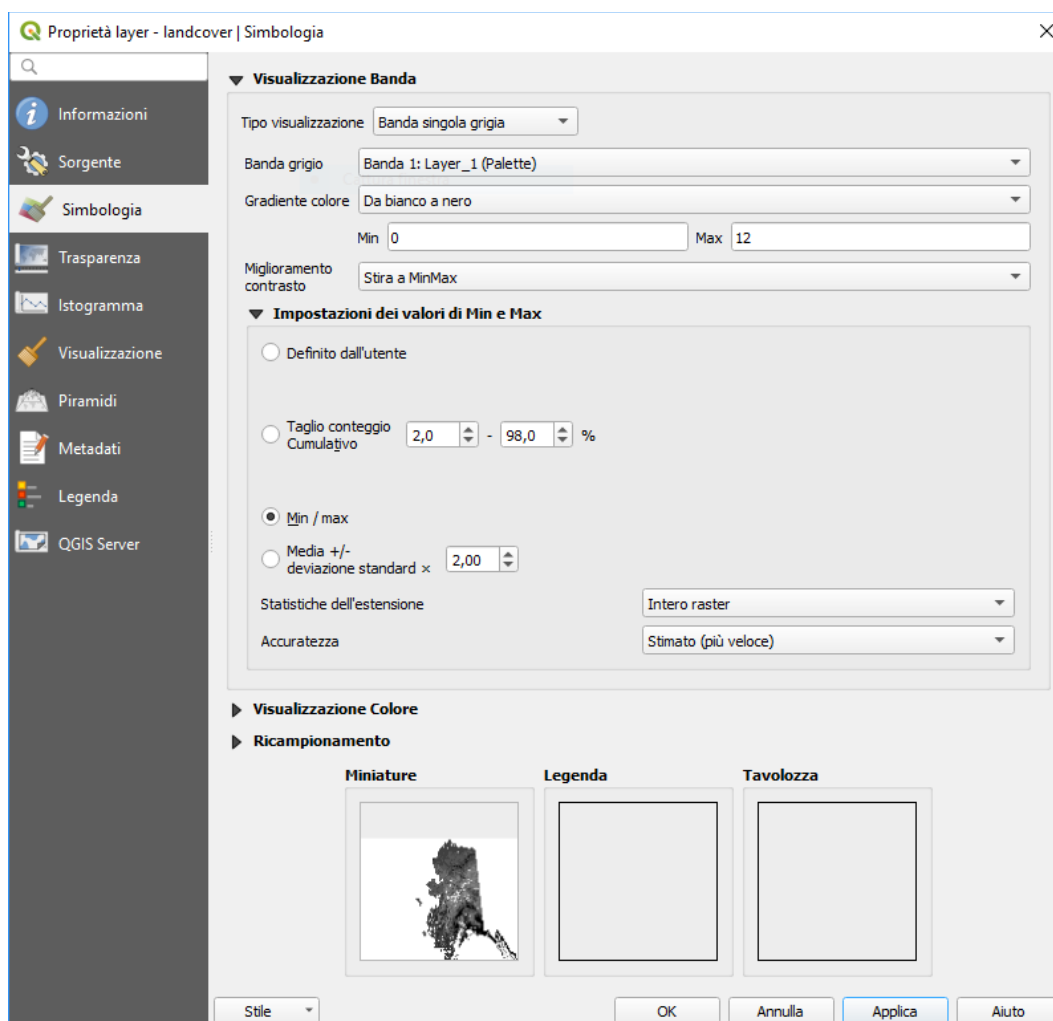 Proprietà layer - landcover | Simbologia
Informazioni
Sorgente
Simbologia
Trasparenza
Istogramma
Visualizzazione
Piramidi
Metadati
Legenda
QGIS Server
Visualizzazione Banda
Tipo visualizzazione Banda singola grigia
Banda grigio Banda 1: Layer_1 (Palette)
Gradiente colore Da bianco a nero
Min 0 Max 12
Miglioramento
contrasto Stira a MinMax
Impostazioni dei valori di Min e Max
Definito dall'utente
Taglio conteggio
Cumulativo 2,0 - 98,0 %
Min / max
Media +/-
deviazione standard × 2,00
Statistiche dell'estensione Intero raster
Accuratezza Stimato (più veloce)
Visualizzazione Colore
Ricampionamento
Miniature Legenda Tavolozza
Stile OK Annulla Applica Aiuto